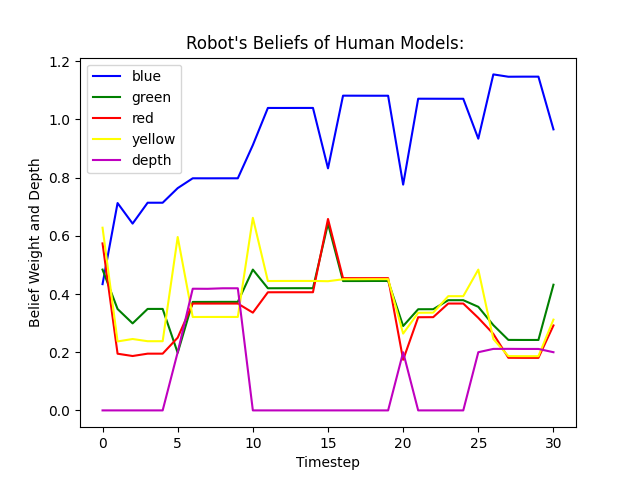 Robot's Beliefs of Human Models:
blue
green
red
yellow
depth
Belief Weight and Depth
1.2
1.0
0.8
0.6
0.4
0.2
0.0
0 5 10 15 20 25 30
Timestep